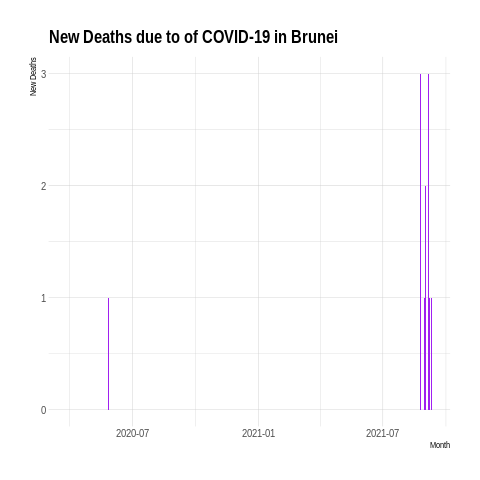 New Deaths due to of COVID-19 in Brunei
New Deaths
3
2
1
0
2020-07
2021-01
2021-07
Month